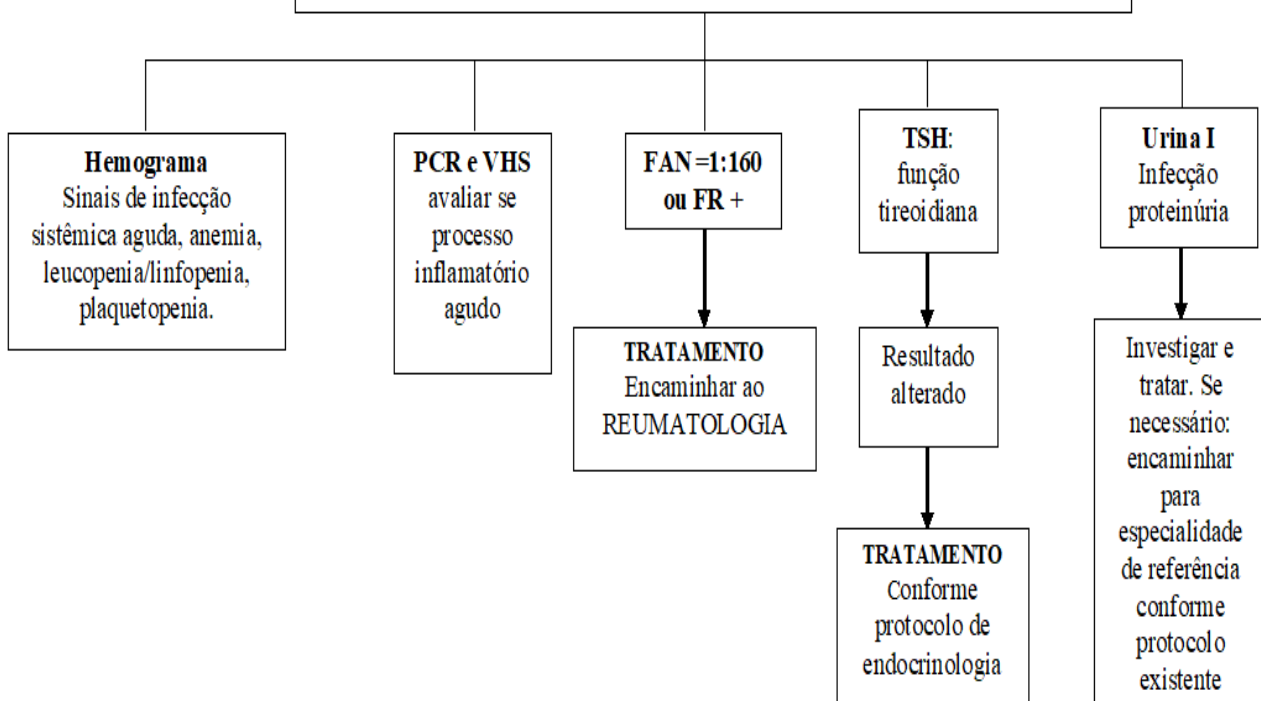 Hemograma
Sinais de infecção
sistêmica aguda, anemia,
leucopenia/linfopenia,
plaquetopenia.
PCR e VHS
avaliar se
processo
inflamatório
agudo
FAN =1:160
ou FR +
TRATAMENTO
Encaminhar ao
REUMATOLOGIA
TSH:
função
tireoidiana
Resultado
alterado
TRATAMENTO
Conforme
protocolo de
endocrinologia
Urina I
Infecção
proteinúria
Investigar e
tratar. Se
necessário:
encaminhar
para
especialidade
de referência
conforme
protocolo
existente